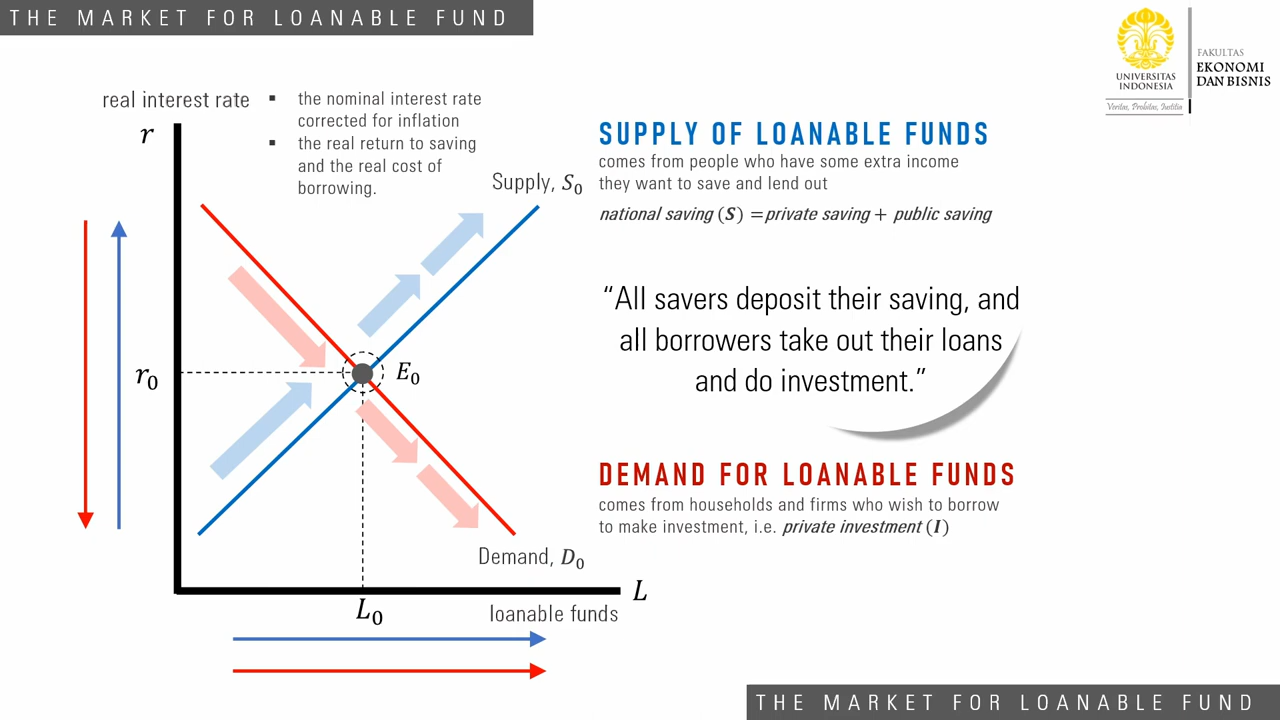 THE MARKET FOR LOANABLE FUND
UNIVERSITAS
INDONESIA
Veritas, Probitas, Iustitia
FAKULTAS
EKONOMI
DAN BISNIS
real interest rate
r
▪ the nominal interest rate
corrected for inflation
▪ the real return to saving
and the real cost of
borrowing.
Supply, S₀
r₀
E₀
Demand, D₀
L
L₀
loanable funds
SUPPLY OF LOANABLE FUNDS
comes from people who have some extra income
they want to save and lend out
national saving (S) = private saving + public saving
“All savers deposit their saving, and
all borrowers take out their loans
and do investment.”
DEMAND FOR LOANABLE FUNDS
comes from households and firms who wish to borrow
to make investment, i.e. private investment (I)
THE MARKET FOR LOANABLE FUND